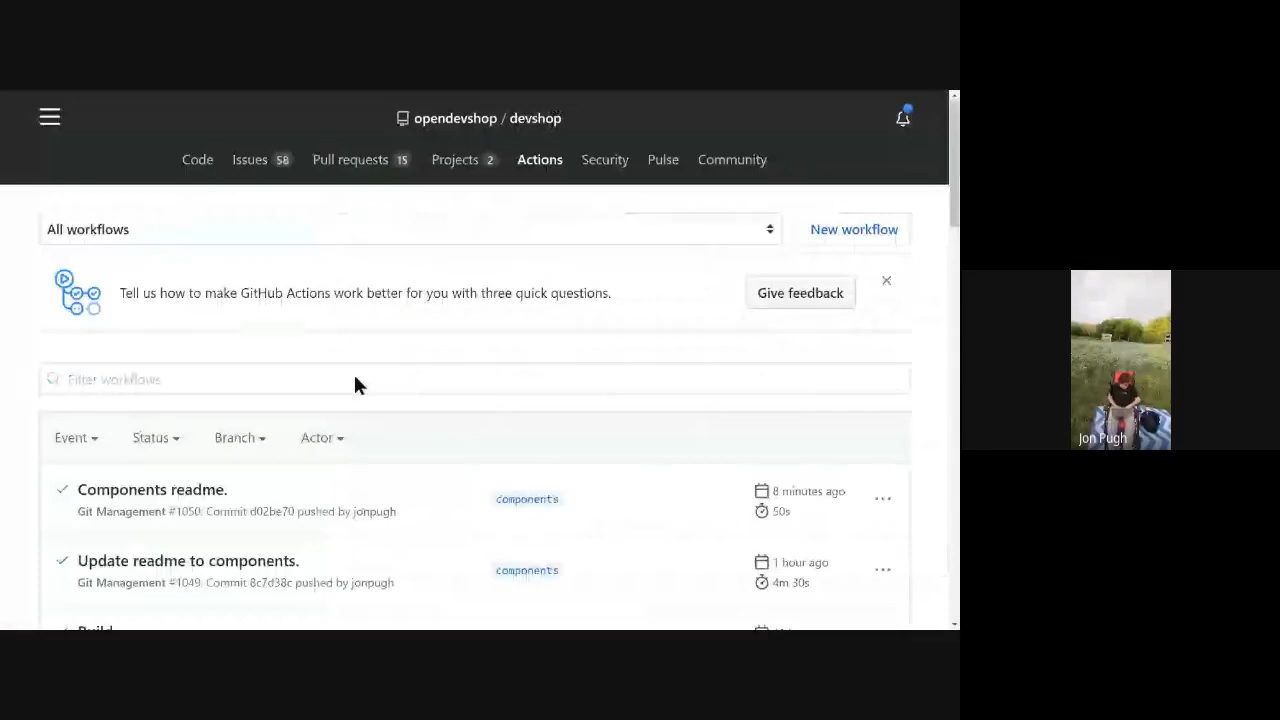 opendevshop / devshop
Code Issues 58 Pull requests 15 Projects 2 Actions Security Pulse Community
All workflows
New workflow
Tell us how to make GitHub Actions work better for you with three quick questions.
Give feedback
Filter workflows
Event Status Branch Actor
Components readme.
Git Management #1050: Commit d02be70 pushed by jonpugh
components
8 minutes ago
50s
Update readme to components.
Git Management #1049: Commit 8c7d38c pushed by jonpugh
components
1 hour ago
4m 30s
Build
Jon Pugh